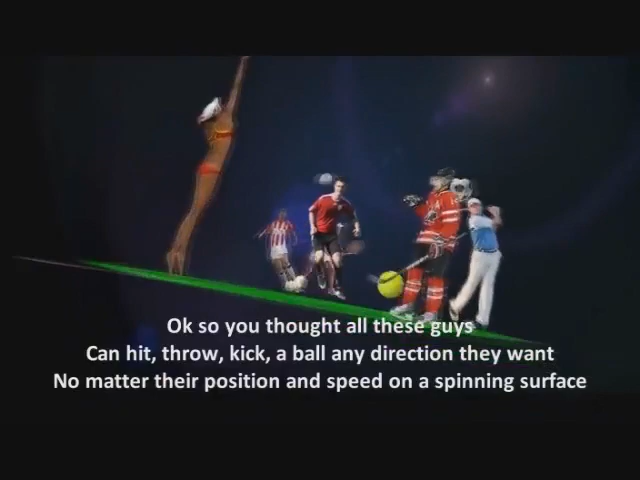 Ok so you thought all these guys
Can hit, throw, kick, a ball any direction they want
No matter their position and speed on a spinning surface